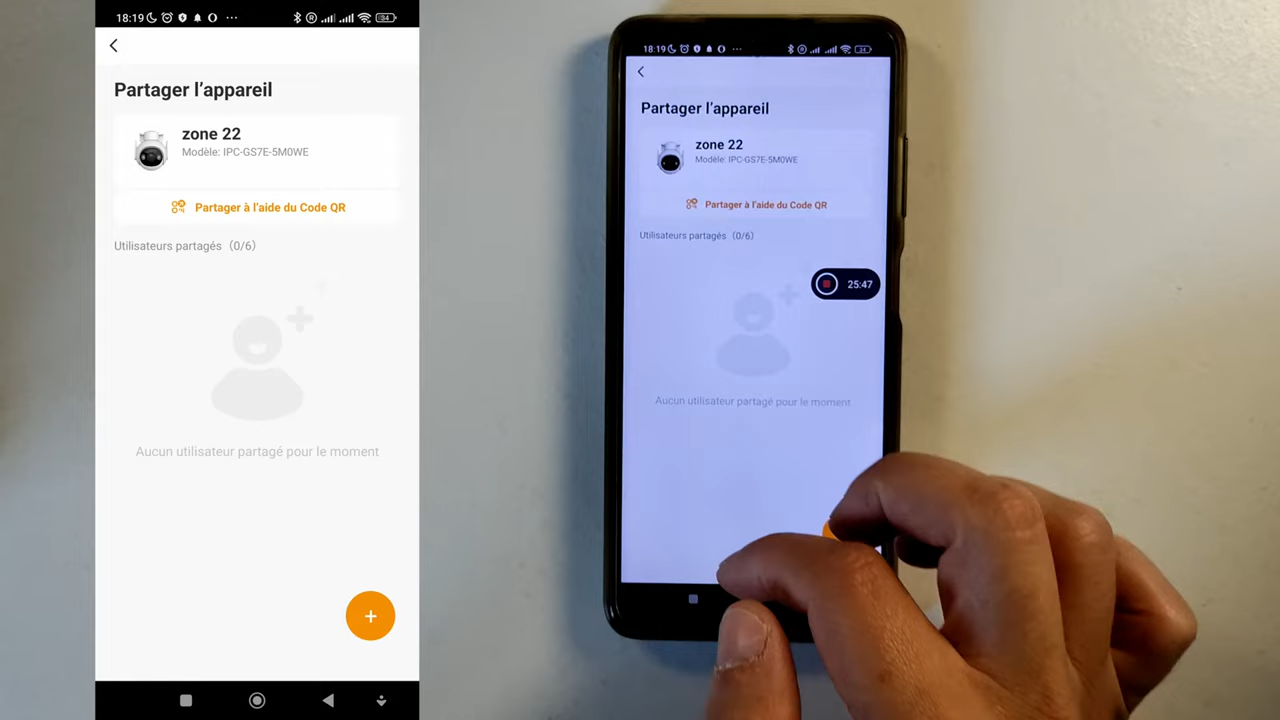 18:19
34
Partager l'appareil
zone 22
Modèle: IPC-GS7E-5M0WE
Partager à l'aide du Code QR
Utilisateurs partagés (0/6)
Aucun utilisateur partagé pour le moment
+
18:19
34
Partager l'appareil
zone 22
Modèle: IPC-GS7E-5M0WE
Partager à l'aide du Code QR
Utilisateurs partagés (0/6)
25:47
Aucun utilisateur partagé pour le moment